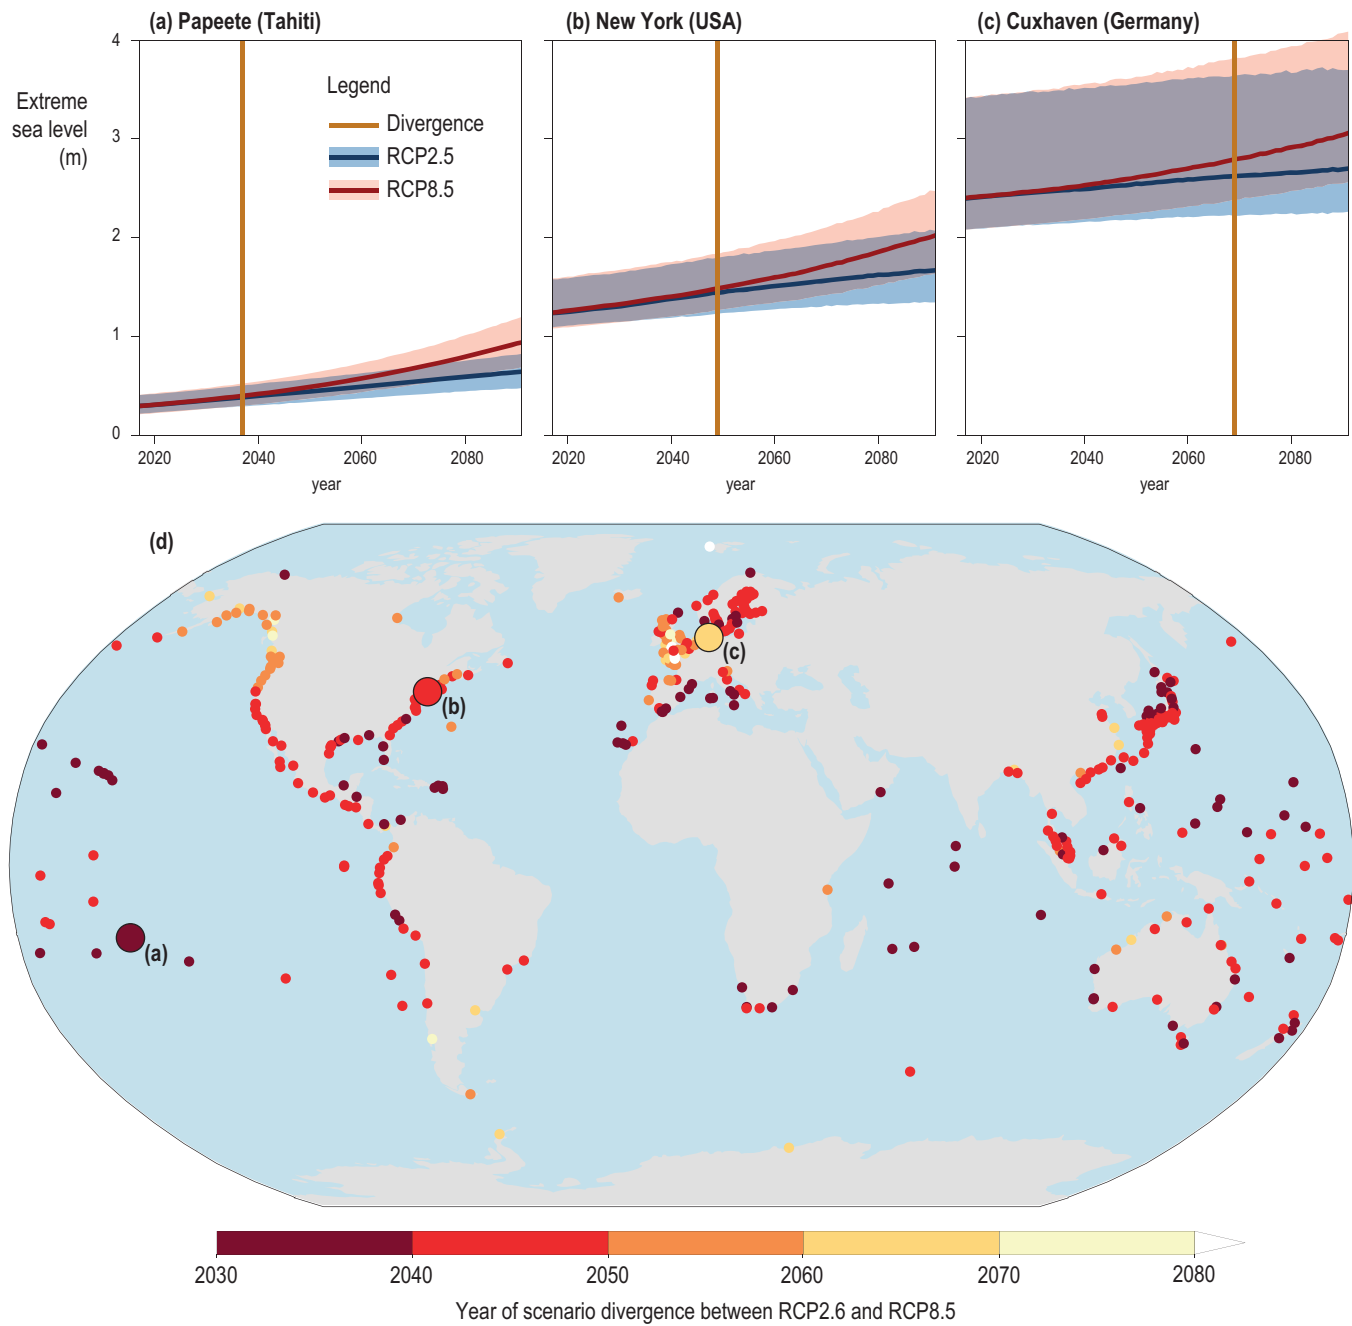 (a) Papeete (Tahiti)
(b) New York (USA)
(c) Cuxhaven (Germany)
Extreme
sea level
(m)
4
3
2
1
0
Legend
Divergence
RCP2.5
RCP8.5
2020 2040 2060 2080
year
2020 2040 2060 2080
year
2020 2040 2060 2080
year
(d)
(c)
(b)
(a)
2030 2040 2050 2060 2070 2080
Year of scenario divergence between RCP2.6 and RCP8.5